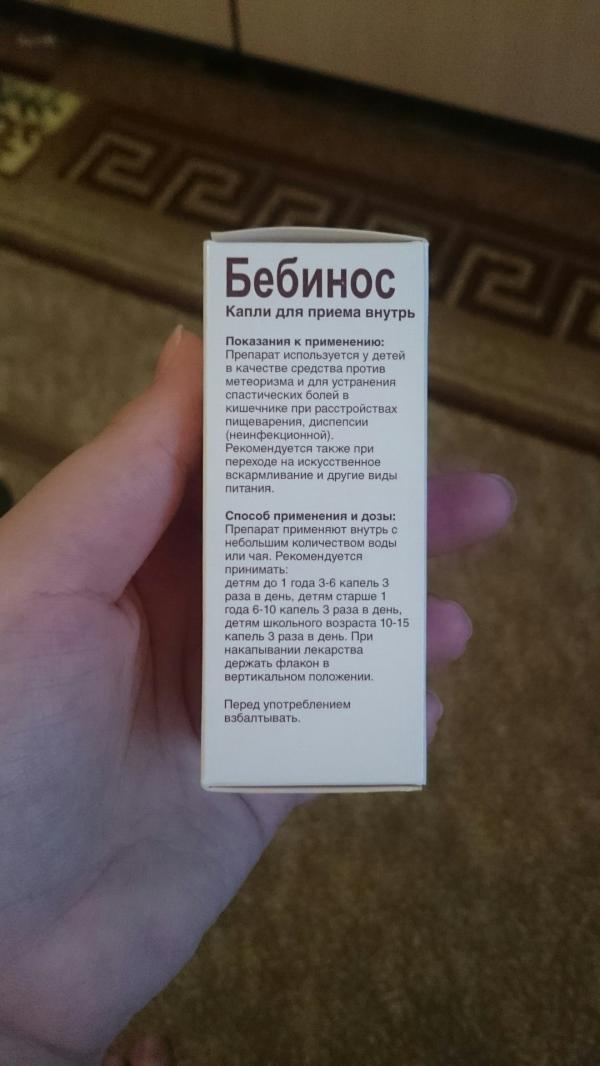 Бебинос
Капли для приема внутрь
Показания к применению:
Препарат используется у детей
в качестве средства против
метеоризма и для устранения
спастических болей в
кишечнике при расстройствах
пищеварения, диспепсии
(неинфекционной).
Рекомендуется также при
переходе на искусственное
вскармливание и другие виды
питания.
Способ применения и дозы:
Препарат применяют внутрь с
небольшим количеством воды
или чая. Рекомендуется
принимать:
детям до 1 года 3-6 капель 3
раза в день, детям старше 1
года 6-10 капель 3 раза в день,
детям школьного возраста 10-15
капель 3 раза в день. При
накапывании лекарства
держать флакон в
вертикальном положении.
Перед употреблением
взбалтывать.